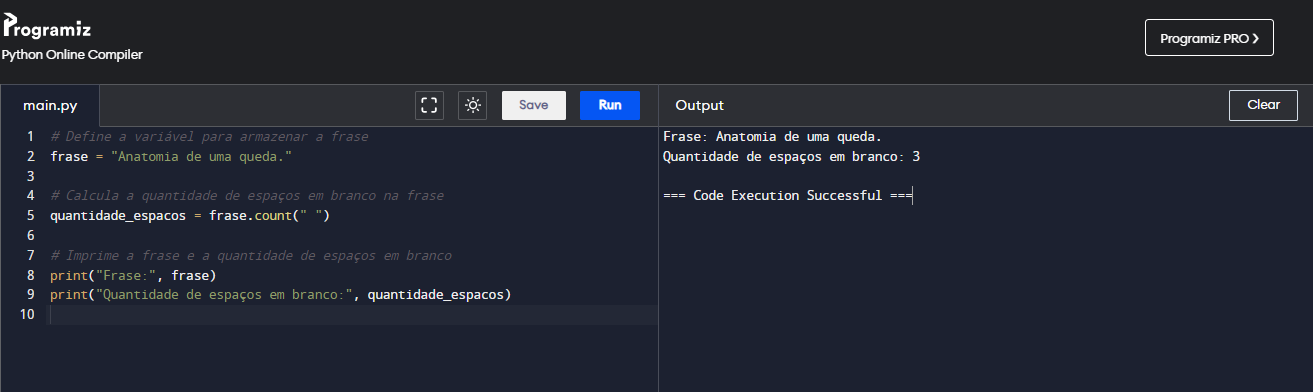 Programiz
Python Online Compiler
Programiz PRO
main.py
Save
Run
Output
Clear
1 # Define a variável para armazenar a frase
2 frase = "Anatomia de uma queda."
3
4 # Calcula a quantidade de espaços em branco na frase
5 quantidade_espacos = frase.count(" ")
6
7 # Imprime a frase e a quantidade de espaços em branco
8 print("Frase:", frase)
9 print("Quantidade de espaços em branco:", quantidade_espacos)
10
Frase: Anatomia de uma queda.
Quantidade de espaços em branco: 3
=== Code Execution Successful ===